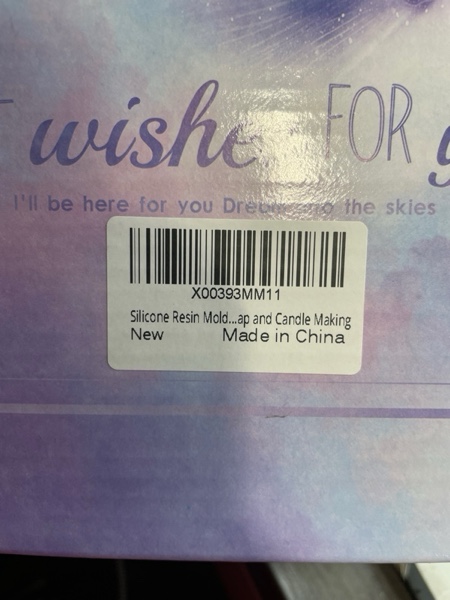 wishe FOR
I'll be here for you the skies
X00393MM11
Silicone Resin Mold...ap and Candle Making
New Made in China